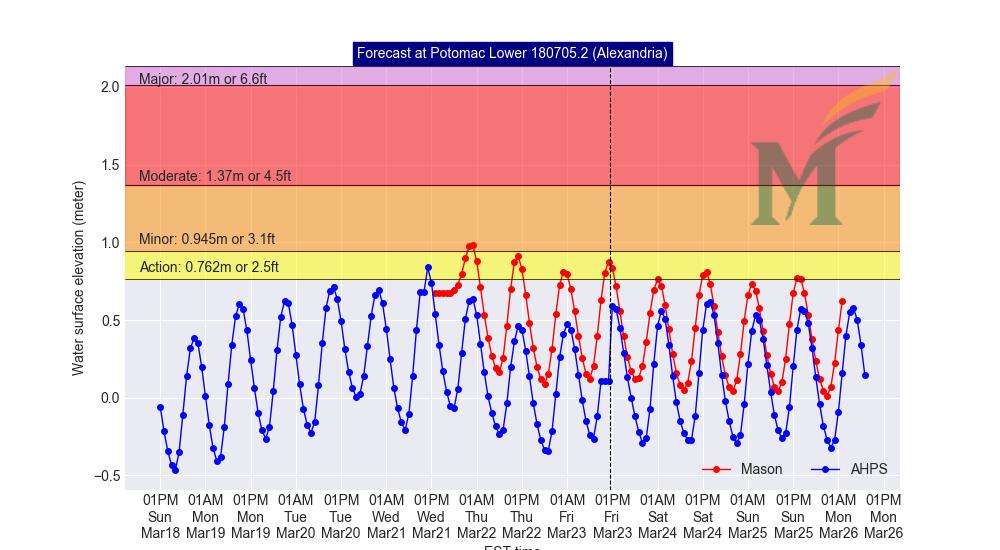 Forecast at Potomac Lower 180705.2 (Alexandria)
Major: 2.01m or 6.6ft
Moderate: 1.37m or 4.5ft
Minor: 0.945m or 3.1ft
Action: 0.762m or 2.5ft
Water surface elevation (meter)
2.0
1.5
1.0
0.5
0.0
−0.5
Mason
AHPS
01PM 01AM 01PM 01AM 01PM 01AM 01PM 01AM 01PM 01AM 01PM 01AM 01PM 01AM 01PM 01AM 01PM
Sun Mon Mon Tue Tue Wed Wed Thu Thu Fri Fri Sat Sat Sun Sun Mon Mon
Mar18 Mar19 Mar19 Mar20 Mar20 Mar21 Mar21 Mar22 Mar22 Mar23 Mar23 Mar24 Mar24 Mar25 Mar25 Mar26 Mar26
EST time